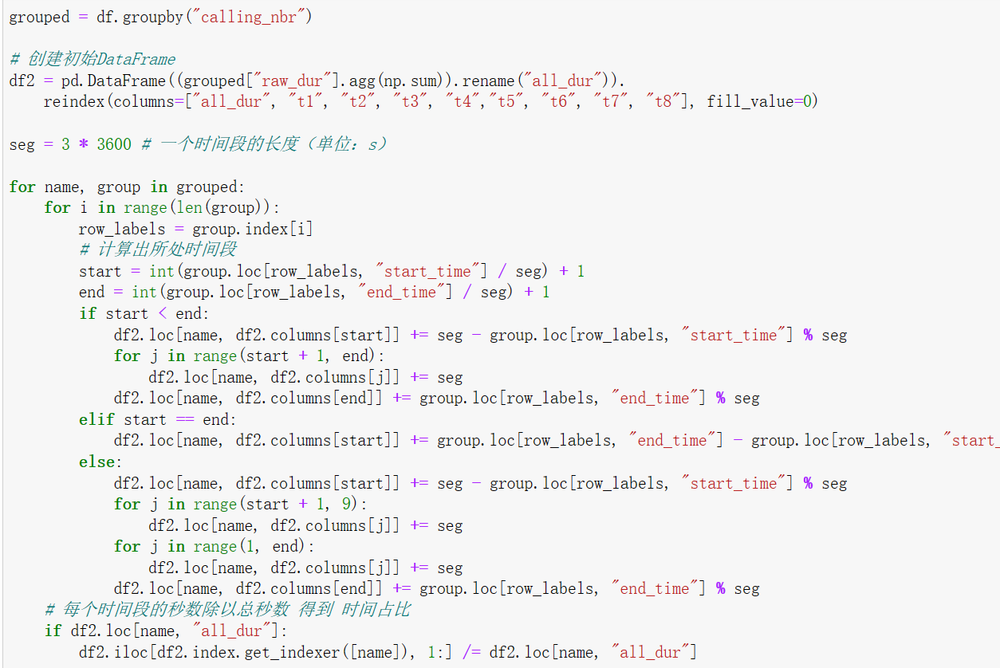 grouped = df.groupby("calling_nbr")
# 创建初始DataFrame
df2 = pd.DataFrame((grouped["raw_dur"].agg(np.sum)).rename("all_dur")).
    reindex(columns=["all_dur", "t1", "t2", "t3", "t4","t5", "t6", "t7", "t8"], fill_value=0)
seg = 3 * 3600 # 一个时间段的长度（单位：s）
for name, group in grouped:
    for i in range(len(group)):
        row_labels = group.index[i]
        # 计算出所处时间段
        start = int(group.loc[row_labels, "start_time"] / seg) + 1
        end = int(group.loc[row_labels, "end_time"] / seg) + 1
        if start < end:
            df2.loc[name, df2.columns[start]] += seg - group.loc[row_labels, "start_time"] % seg
            for j in range(start + 1, end):
                df2.loc[name, df2.columns[j]] += seg
            df2.loc[name, df2.columns[end]] += group.loc[row_labels, "end_time"] % seg
        elif start == end:
            df2.loc[name, df2.columns[start]] += group.loc[row_labels, "end_time"] - group.loc[row_labels, "start_
        else:
            df2.loc[name, df2.columns[start]] += seg - group.loc[row_labels, "start_time"] % seg
            for j in range(start + 1, 9):
                df2.loc[name, df2.columns[j]] += seg
            for j in range(1, end):
                df2.loc[name, df2.columns[j]] += seg
            df2.loc[name, df2.columns[end]] += group.loc[row_labels, "end_time"] % seg
    # 每个时间段的秒数除以总秒数 得到 时间占比
    if df2.loc[name, "all_dur"]:
        df2.iloc[df2.index.get_indexer([name]), 1:] /= df2.loc[name, "all_dur"]